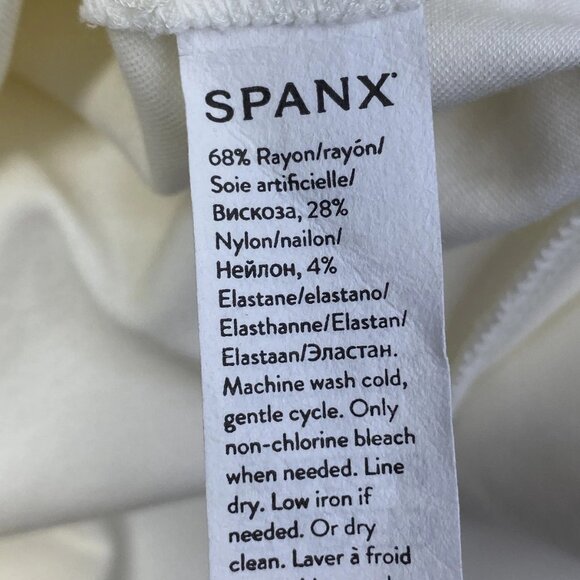 SPANX®
68% Rayon/rayón/
Soie artificielle/
Вискоза, 28%
Nylon/nailon/
Нейлон, 4%
Elastane/elastano/
Elasthanne/Elastan/
Elastaan/Эластан.
Machine wash cold,
gentle cycle. Only
non-chlorine bleach
when needed. Line
dry. Low iron if
needed. Or dry
clean. Laver à froid